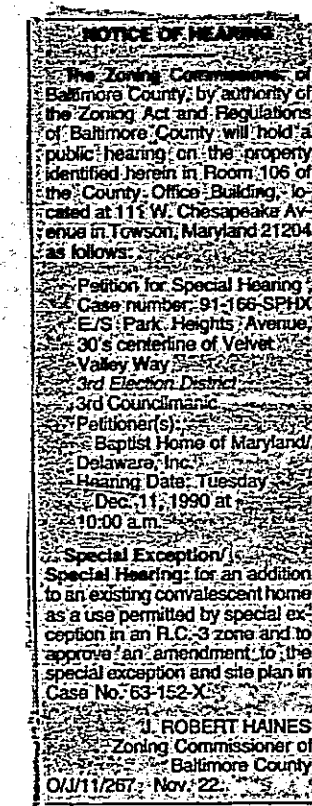 NOTICE OF HEARING
The Zoning Commissioner of
Baltimore County, by authority of
the Zoning Act and Regulations
of Baltimore County will hold a
public hearing on the property
identified herein in Room 106 of
the County Office Building, lo-
cated at 111 W. Chesapeake Av-
enue in Towson, Maryland 21204
as follows:
Petition for Special Hearing
Case number: 91-166-SPHX
E/S Park Heights Avenue,
30's centerline of Velvet
Valley Way
3rd Election District
3rd Councilmanic
Petitioner(s):
Baptist Home of Maryland/
Delaware, Inc.
Hearing Date: Tuesday
Dec. 11, 1990 at
10:00 a.m.
Special Exception/
Special Hearing: for an addition
to an existing convalescent home
as a use permitted by special ex-
ception in an R.C.-3 zone and to
approve an amendment to the
special exception and site plan in
Case No. 63-152-X.
J. ROBERT HAINES
Zoning Commissioner of
Baltimore County
O/J/11/267 Nov. 22.